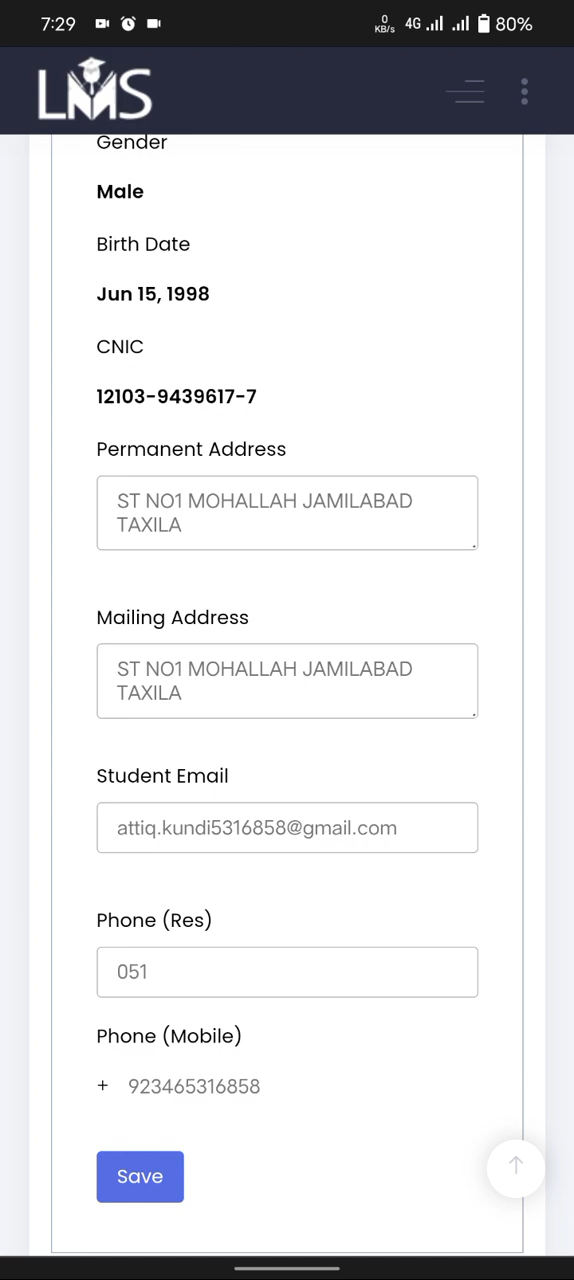 7:29
0
KB/s
4G
80%
LMS
Gender
Male
Birth Date
Jun 15, 1998
CNIC
12103-9439617-7
Permanent Address
ST NO1 MOHALLAH JAMILABAD
TAXILA
Mailing Address
ST NO1 MOHALLAH JAMILABAD
TAXILA
Student Email
attiq.kundi5316858@gmail.com
Phone (Res)
051
Phone (Mobile)
+ 923465316858
Save